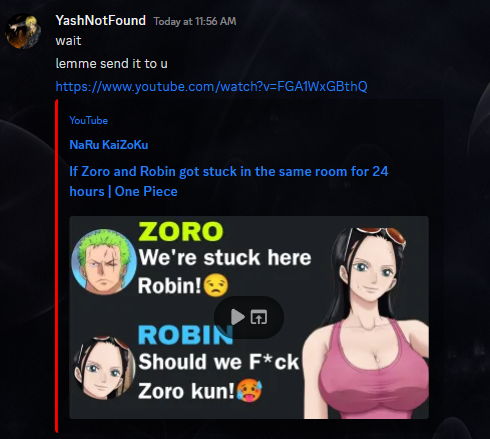 YashNotFound Today at 11:56 AM
wait
lemme send it to u
https://www.youtube.com/watch?v=FGA1WxGBthQ
YouTube
NaRu KaiZoKu
If Zoro and Robin got stuck in the same room for 24
hours | One Piece
ZORO
We're stuck here
Robin!😒
ROBIN
Should we F*ck
Zoro kun!🥵